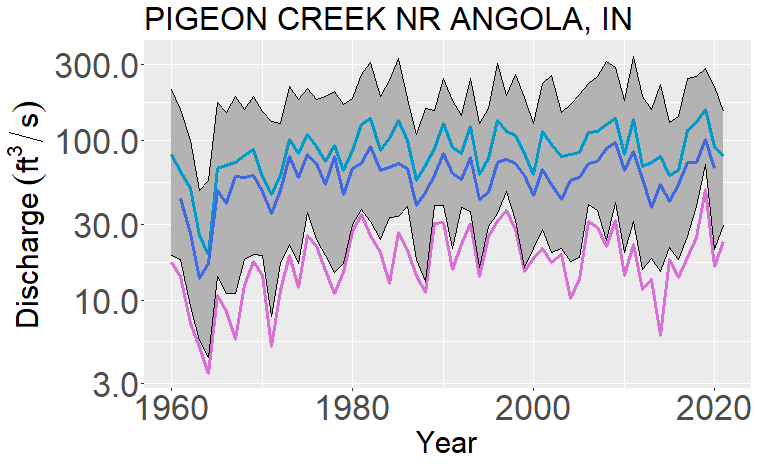 PIGEON CREEK NR ANGOLA, IN
Discharge (ft³/s)
300.0
100.0
30.0
10.0
3.0
1960 1980 2000 2020
Year